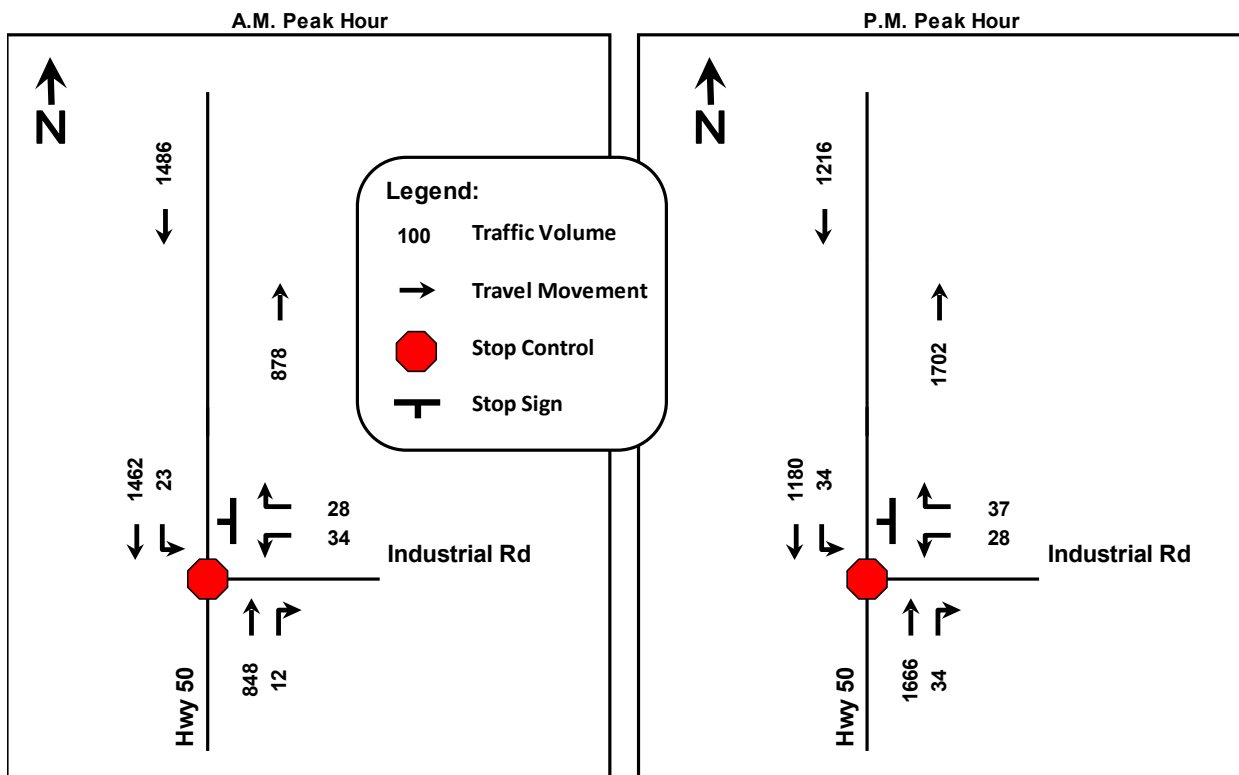 A.M. Peak Hour
N
1486
878
1462
23
28
34
Industrial Rd
848
12
Hwy 50
Legend:
100 Traffic Volume
Travel Movement
Stop Control
Stop Sign
P.M. Peak Hour
N
1216
1702
1180
34
37
28
Industrial Rd
1666
34
Hwy 50